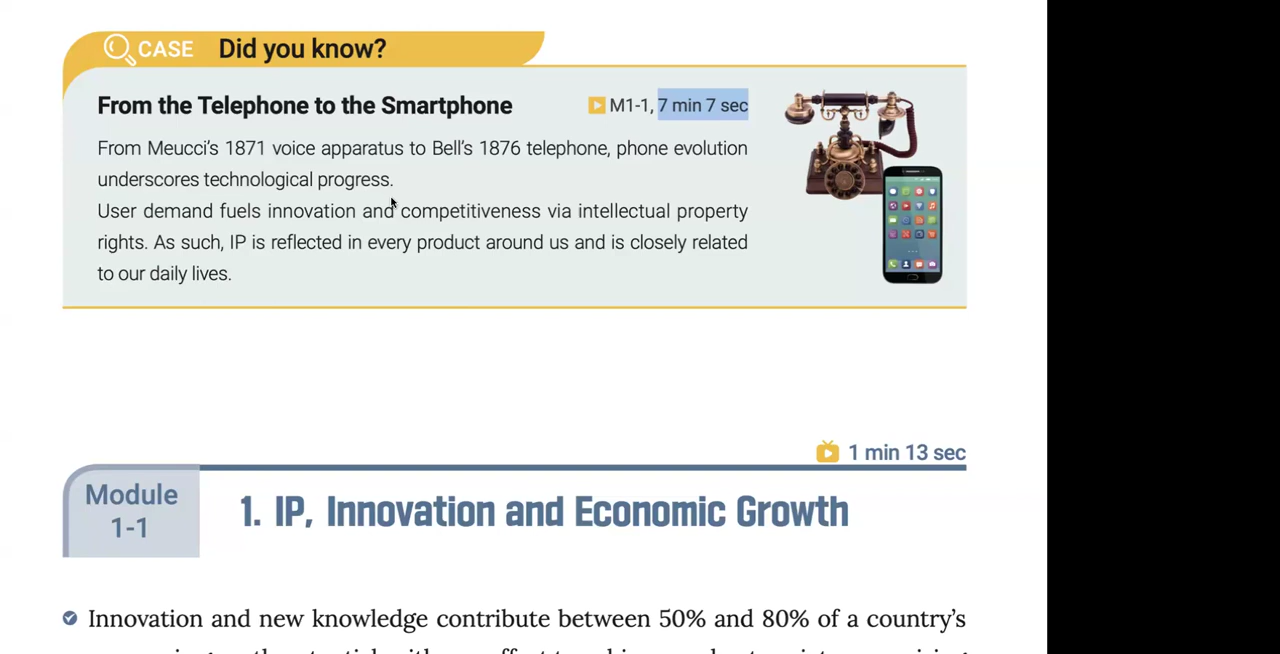 CASE Did you know?
From the Telephone to the Smartphone M1-1, 7 min 7 sec
From Meucci's 1871 voice apparatus to Bell's 1876 telephone, phone evolution
underscores technological progress.
User demand fuels innovation and competitiveness via intellectual property
rights. As such, IP is reflected in every product around us and is closely related
to our daily lives.
1 min 13 sec
Module
1-1
1. IP, Innovation and Economic Growth
Innovation and new knowledge contribute between 50% and 80% of a country's